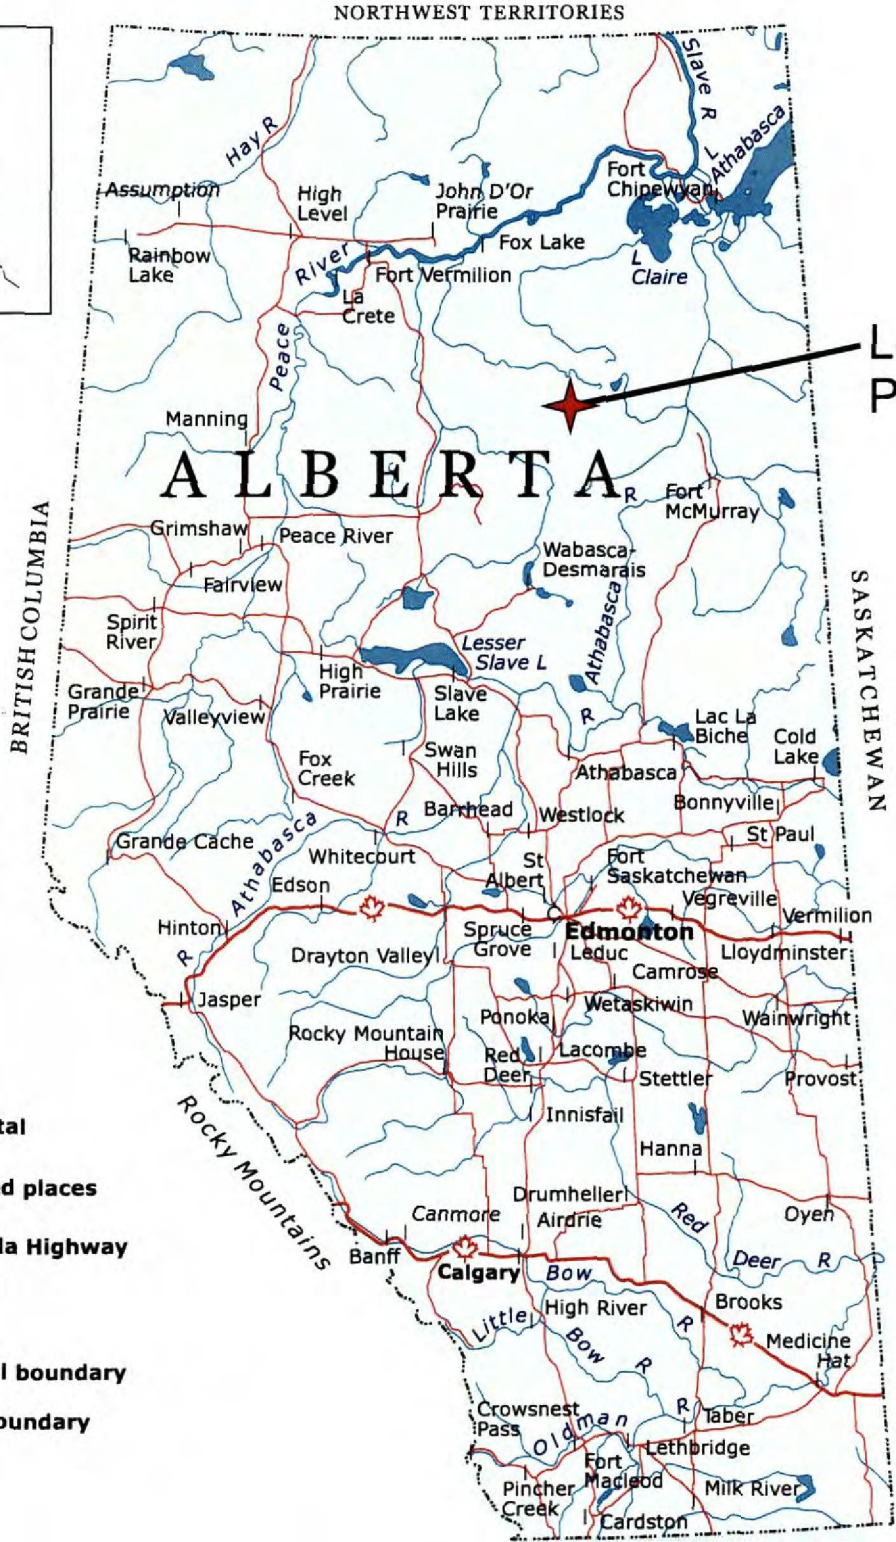 NORTHWEST TERRITORIES
Slave R
L Athabasca
Hay R
Assumption
High
Level
John D'Or
Prairie
Fort
Chipewyan
Rainbow
Lake
River
Fox Lake
Fort Vermilion
L
Claire
La
Crete
Peace
L
P
Manning
ALBERTA
R
Fort
McMurray
Grimshaw
Peace River
Wabasca-
Desmarais
BRITISH COLUMBIA
SASKATCHEWAN
Fairview
Athabasca
Spirit
River
Lesser
Slave L
High
Prairie
Slave
Lake
Grande
Prairie
Valleyview
R
Lac La
Biche
Cold
Lake
Fox
Creek
Swan
Hills
Athabasca
Bonnyville
Barrhead
R
Westlock
St Paul
Grande Cache
Athabasca
Whitecourt
St
Albert
Fort
Saskatchewan
Edson
Vegreville
Vermilion
Hinton
Spruce
Grove
Edmonton
Leduc
Lloydminster
R
Drayton Valley
Camrose
Jasper
Wetaskiwin
Ponoka
Wainwright
Rocky Mountain
House
Red
Deer
Lacombe
Stettler
Provost
Rocky Mountains
Innisfail
tal
Hanna
d places
Drumheller
Canmore
Airdrie
Red
Oyen
la Highway
Banff
Calgary
Bow
Deer R
High River
Brooks
Little
Bow
R
R
Medicine
Hat
l boundary
Crowsnest
Pass
Oldman
R
Taber
oundary
Lethbridge
Fort
Macleod
Pincher
Creek
Milk River
Cardston